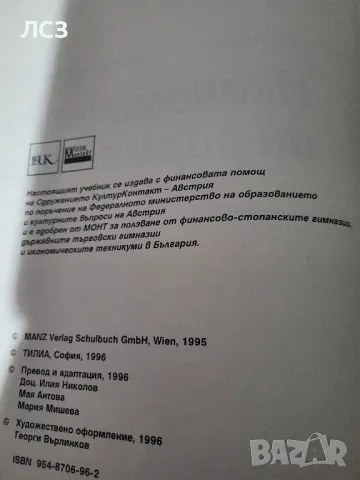 ЛСЗ
Настоящият учебник се издава с финансовата помощ
на Сдружението КултурКонтакт – Австрия
по поръчение на Федералното министерство на образованието
и културните въпроси на Австрия
и е одобрен от МОНТ за ползване от финансово-стопанските гимназии,
държавните търговски гимназии
и икономическите техникуми в България.
© MANZ Verlag Schulbuch GmbH, Wien, 1995
© ТИЛИА, София, 1996
© Превод и адаптация, 1996
Доц. Илия Николов
Мая Антова
Мария Мишева
© Художествено оформление, 1996
Георги Върлинков
ISBN 954-8706-96-2
BAZAR